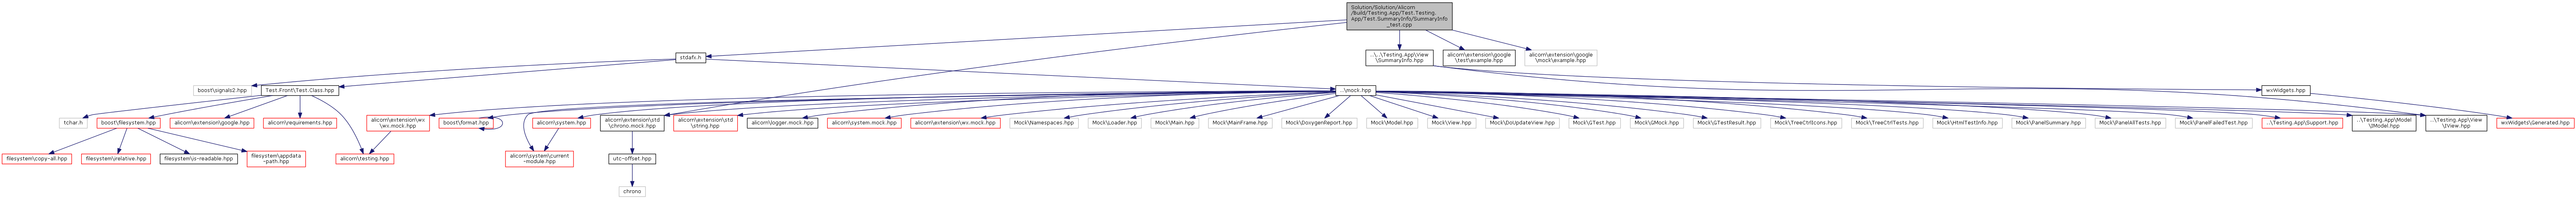 Solution/Solution/Alicorn
/Build/Testing.App/Test.Testing.
App/Test.SummaryInfo/SummaryInfo
_test.cpp
stdafx.h
..\..\Testing.App\View
\SummaryInfo.hpp
alicorn\extension\google
\test\example.hpp
alicorn\extension\google
\mock\example.hpp
boost\signals2.hpp
Test.Front\Test.Class.hpp
..\mock.hpp
wxWidgets.hpp
tchar.h
boost\filesystem.hpp
alicorn\extension\google.hpp
alicorn\requirements.hpp
alicorn\extension\wx
\wx.mock.hpp
boost\format.hpp
alicorn\system.hpp
alicorn\extension\std
\chrono.mock.hpp
alicorn\extension\std
\string.hpp
alicorn\logger.mock.hpp
alicorn\system.mock.hpp
alicorn\extension\wx.mock.hpp
Mock\Namespaces.hpp
Mock\Loader.hpp
Mock\Main.hpp
Mock\MainFrame.hpp
Mock\DoxygenReport.hpp
Mock\Model.hpp
Mock\View.hpp
Mock\DoUpdateView.hpp
Mock\GTest.hpp
Mock\GMock.hpp
Mock\GTestResult.hpp
Mock\TreeCtrlIcons.hpp
Mock\TreeCtrlTests.hpp
Mock\HtmlTestInfo.hpp
Mock\PanelSummary.hpp
Mock\PanelAllTests.hpp
Mock\PanelFailedTest.hpp
..\Testing.App\Support.hpp
..\Testing.App\Model
\IModel.hpp
..\Testing.App\View
\IView.hpp
wxWidgets\Generated.hpp
filesystem\copy-all.hpp
filesystem\relative.hpp
filesystem\is-readable.hpp
filesystem\appdata
-path.hpp
alicorn\testing.hpp
alicorn\system\current
-module.hpp
utc-offset.hpp
chrono